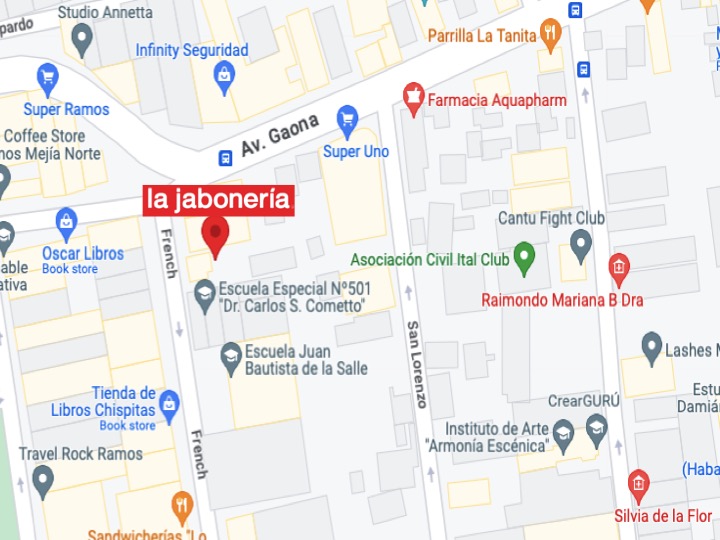 pardo
Studio Annetta
Infinity Seguridad
Parrilla La Tanita
Super Ramos
Farmacia Aquapharm
Coffee Store
mos Mejía Norte
Av. Gaona
Super Uno
la jabonería
French
Oscar Libros
Book store
Cantu Fight Club
Asociación Civil Ital Club
Raimondo Mariana B Dra
Escuela Especial Nº501
"Dr. Carlos S. Cometto"
Escuela Juan
Bautista de la Salle
San Lorenzo
Lashes M
Tienda de
Libros Chispitas
Book store
CrearGURÚ
Estu
Damián
Instituto de Arte
"Armonía Escénica"
French
Travel Rock Ramos
(Haba
Silvia de la Flor
Sandwicherías "Lo